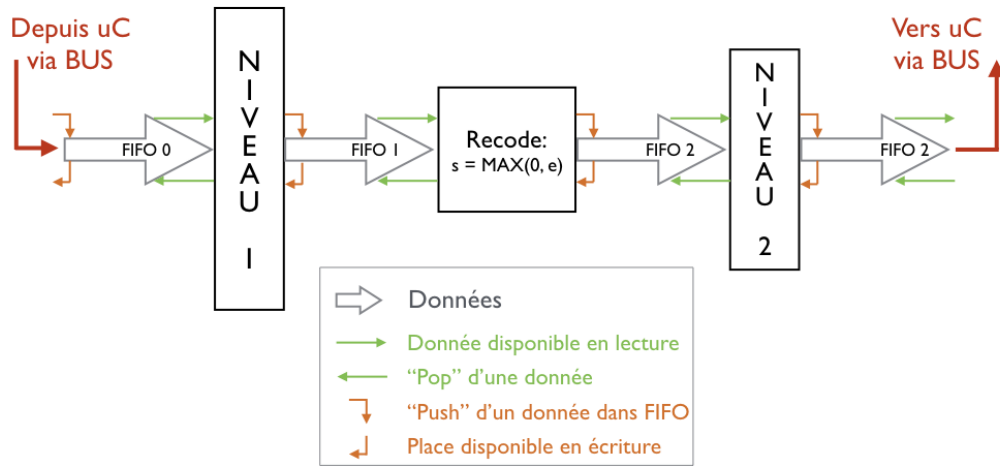 Depuis uC
via BUS
NIVEAU 1
Vers uC
via BUS
NIVEAU 2
FIFO 0
FIFO 1
Recode:
s = MAX(0, e)
FIFO 2
FIFO 2
Données
Donnée disponible en lecture
“Pop” d’une donnée
“Push” d’un donnée dans FIFO
Place disponible en écriture